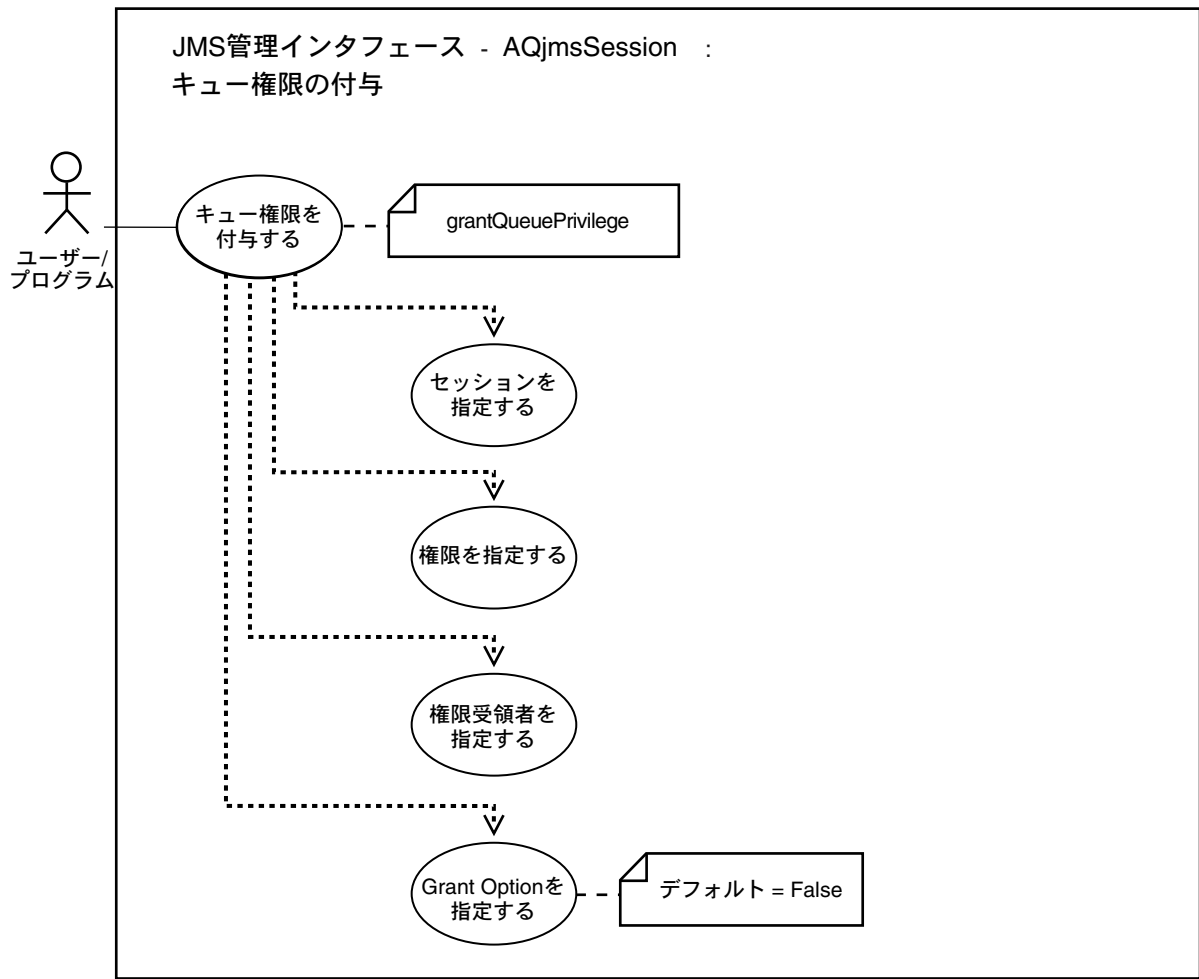 JMS管理インタフェース - AQjmsSession :
キュー権限の付与
キュー権限を
付与する
grantQueuePrivilege
ユーザー/
プログラム
セッションを
指定する
権限を指定する
権限受領者を
指定する
Grant Optionを
指定する
デフォルト = False